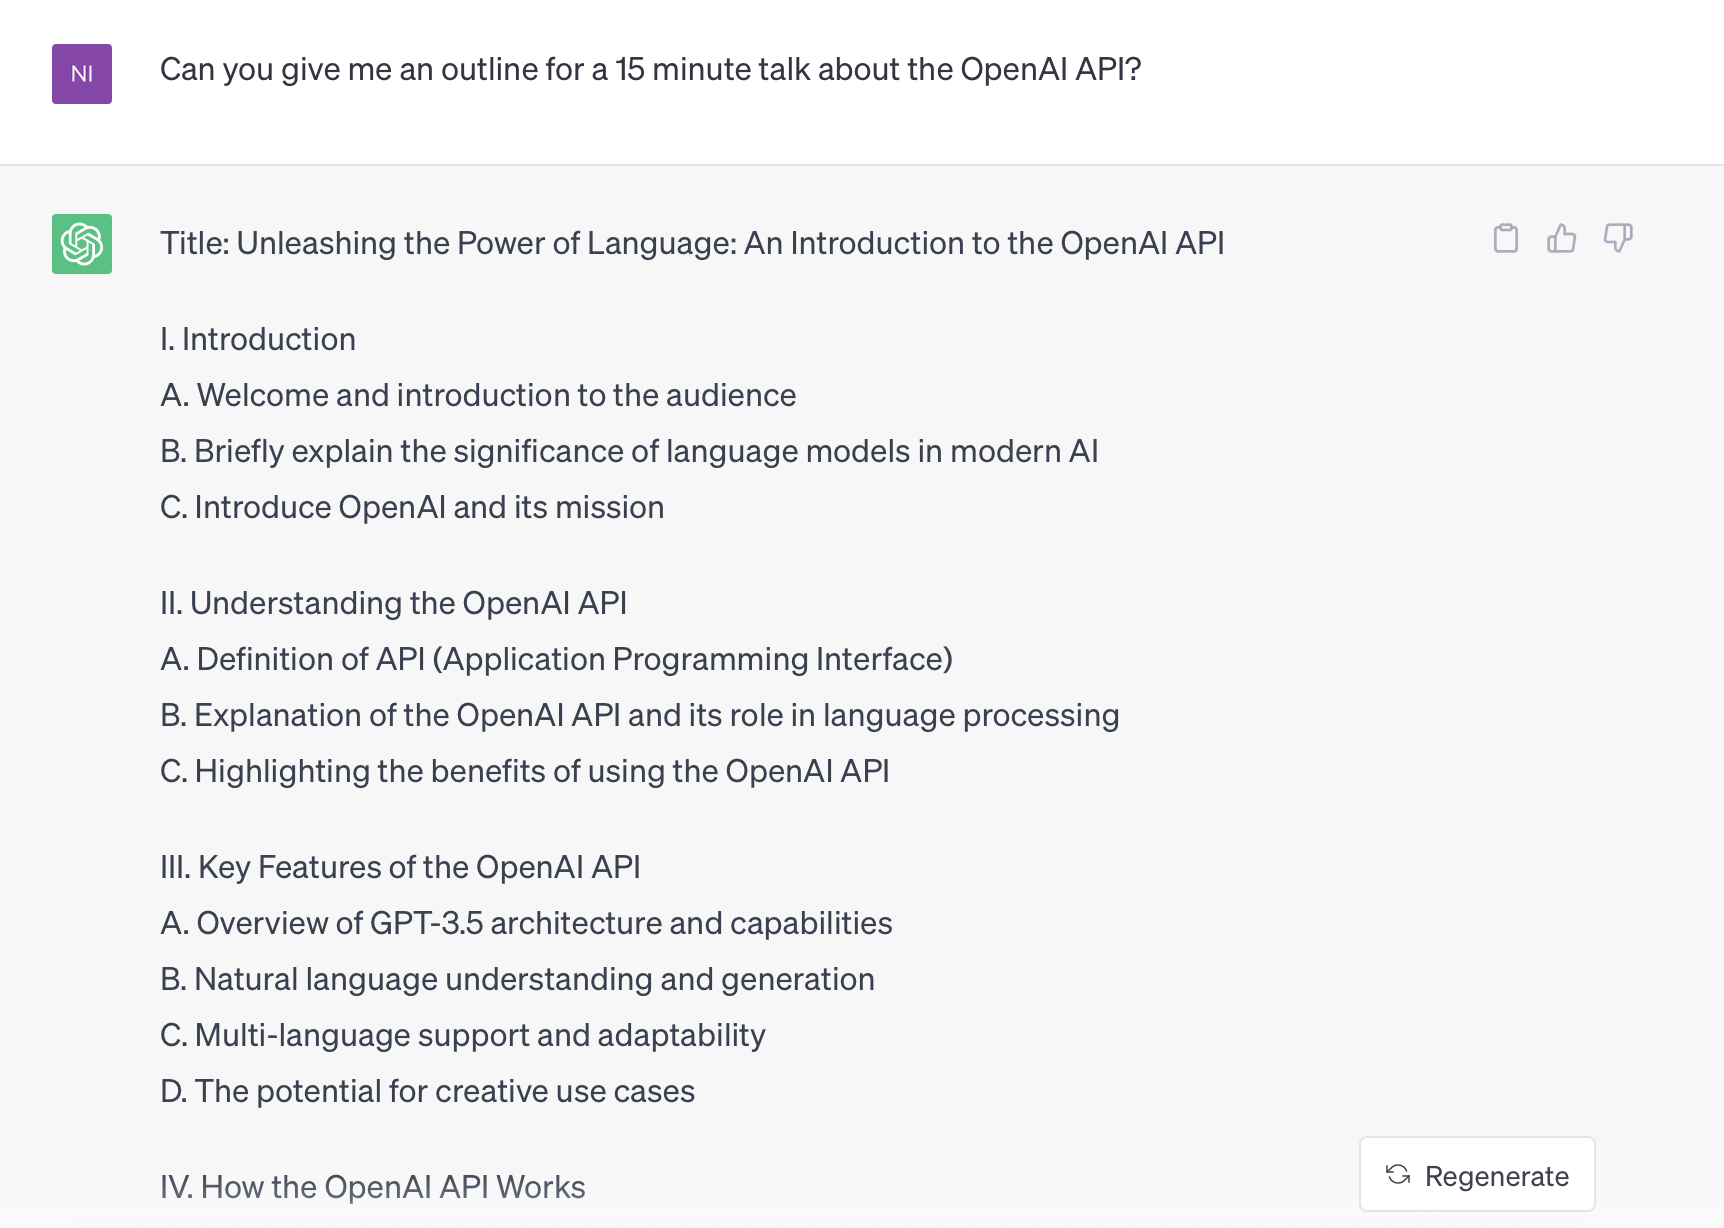 NI
Can you give me an outline for a 15 minute talk about the OpenAI API?
Title: Unleashing the Power of Language: An Introduction to the OpenAI API
I. Introduction
A. Welcome and introduction to the audience
B. Briefly explain the significance of language models in modern AI
C. Introduce OpenAI and its mission
II. Understanding the OpenAI API
A. Definition of API (Application Programming Interface)
B. Explanation of the OpenAI API and its role in language processing
C. Highlighting the benefits of using the OpenAI API
III. Key Features of the OpenAI API
A. Overview of GPT-3.5 architecture and capabilities
B. Natural language understanding and generation
C. Multi-language support and adaptability
D. The potential for creative use cases
IV. How the OpenAI API Works
Regenerate